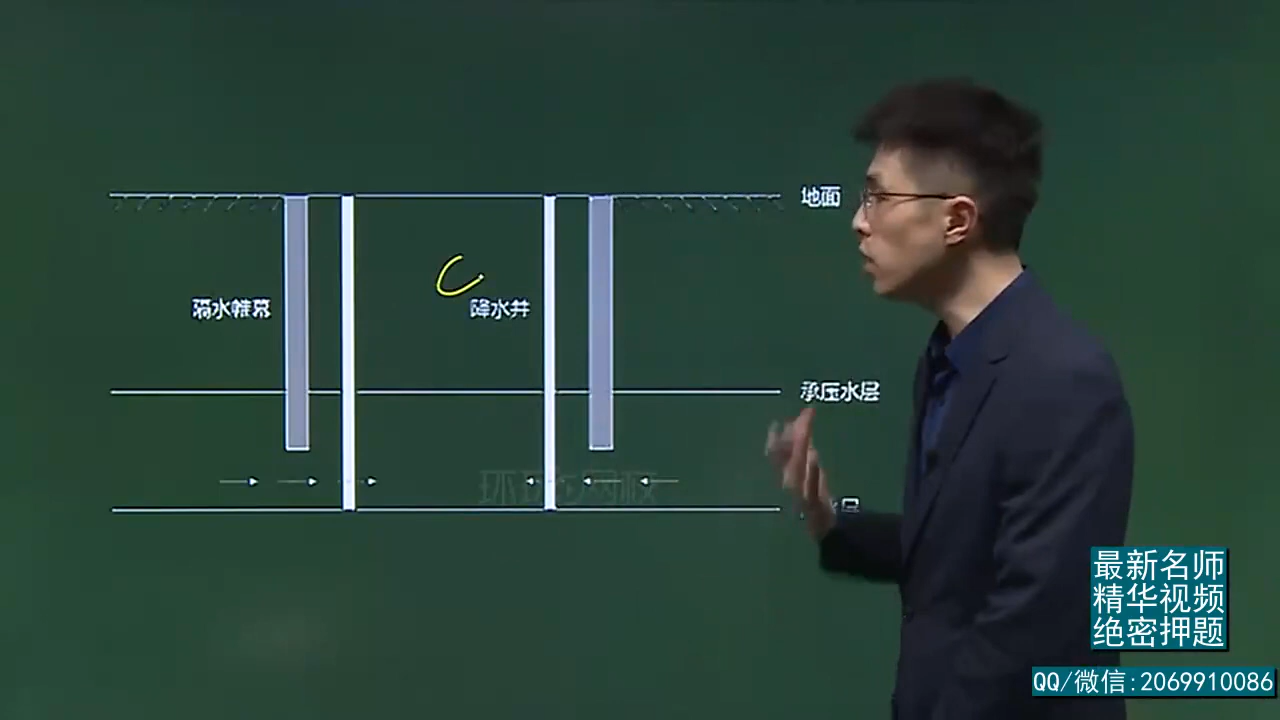 地面
隔水帷幕
降水井
承压水层
最新名师
精华视频
绝密押题
QQ/微信:2069910086